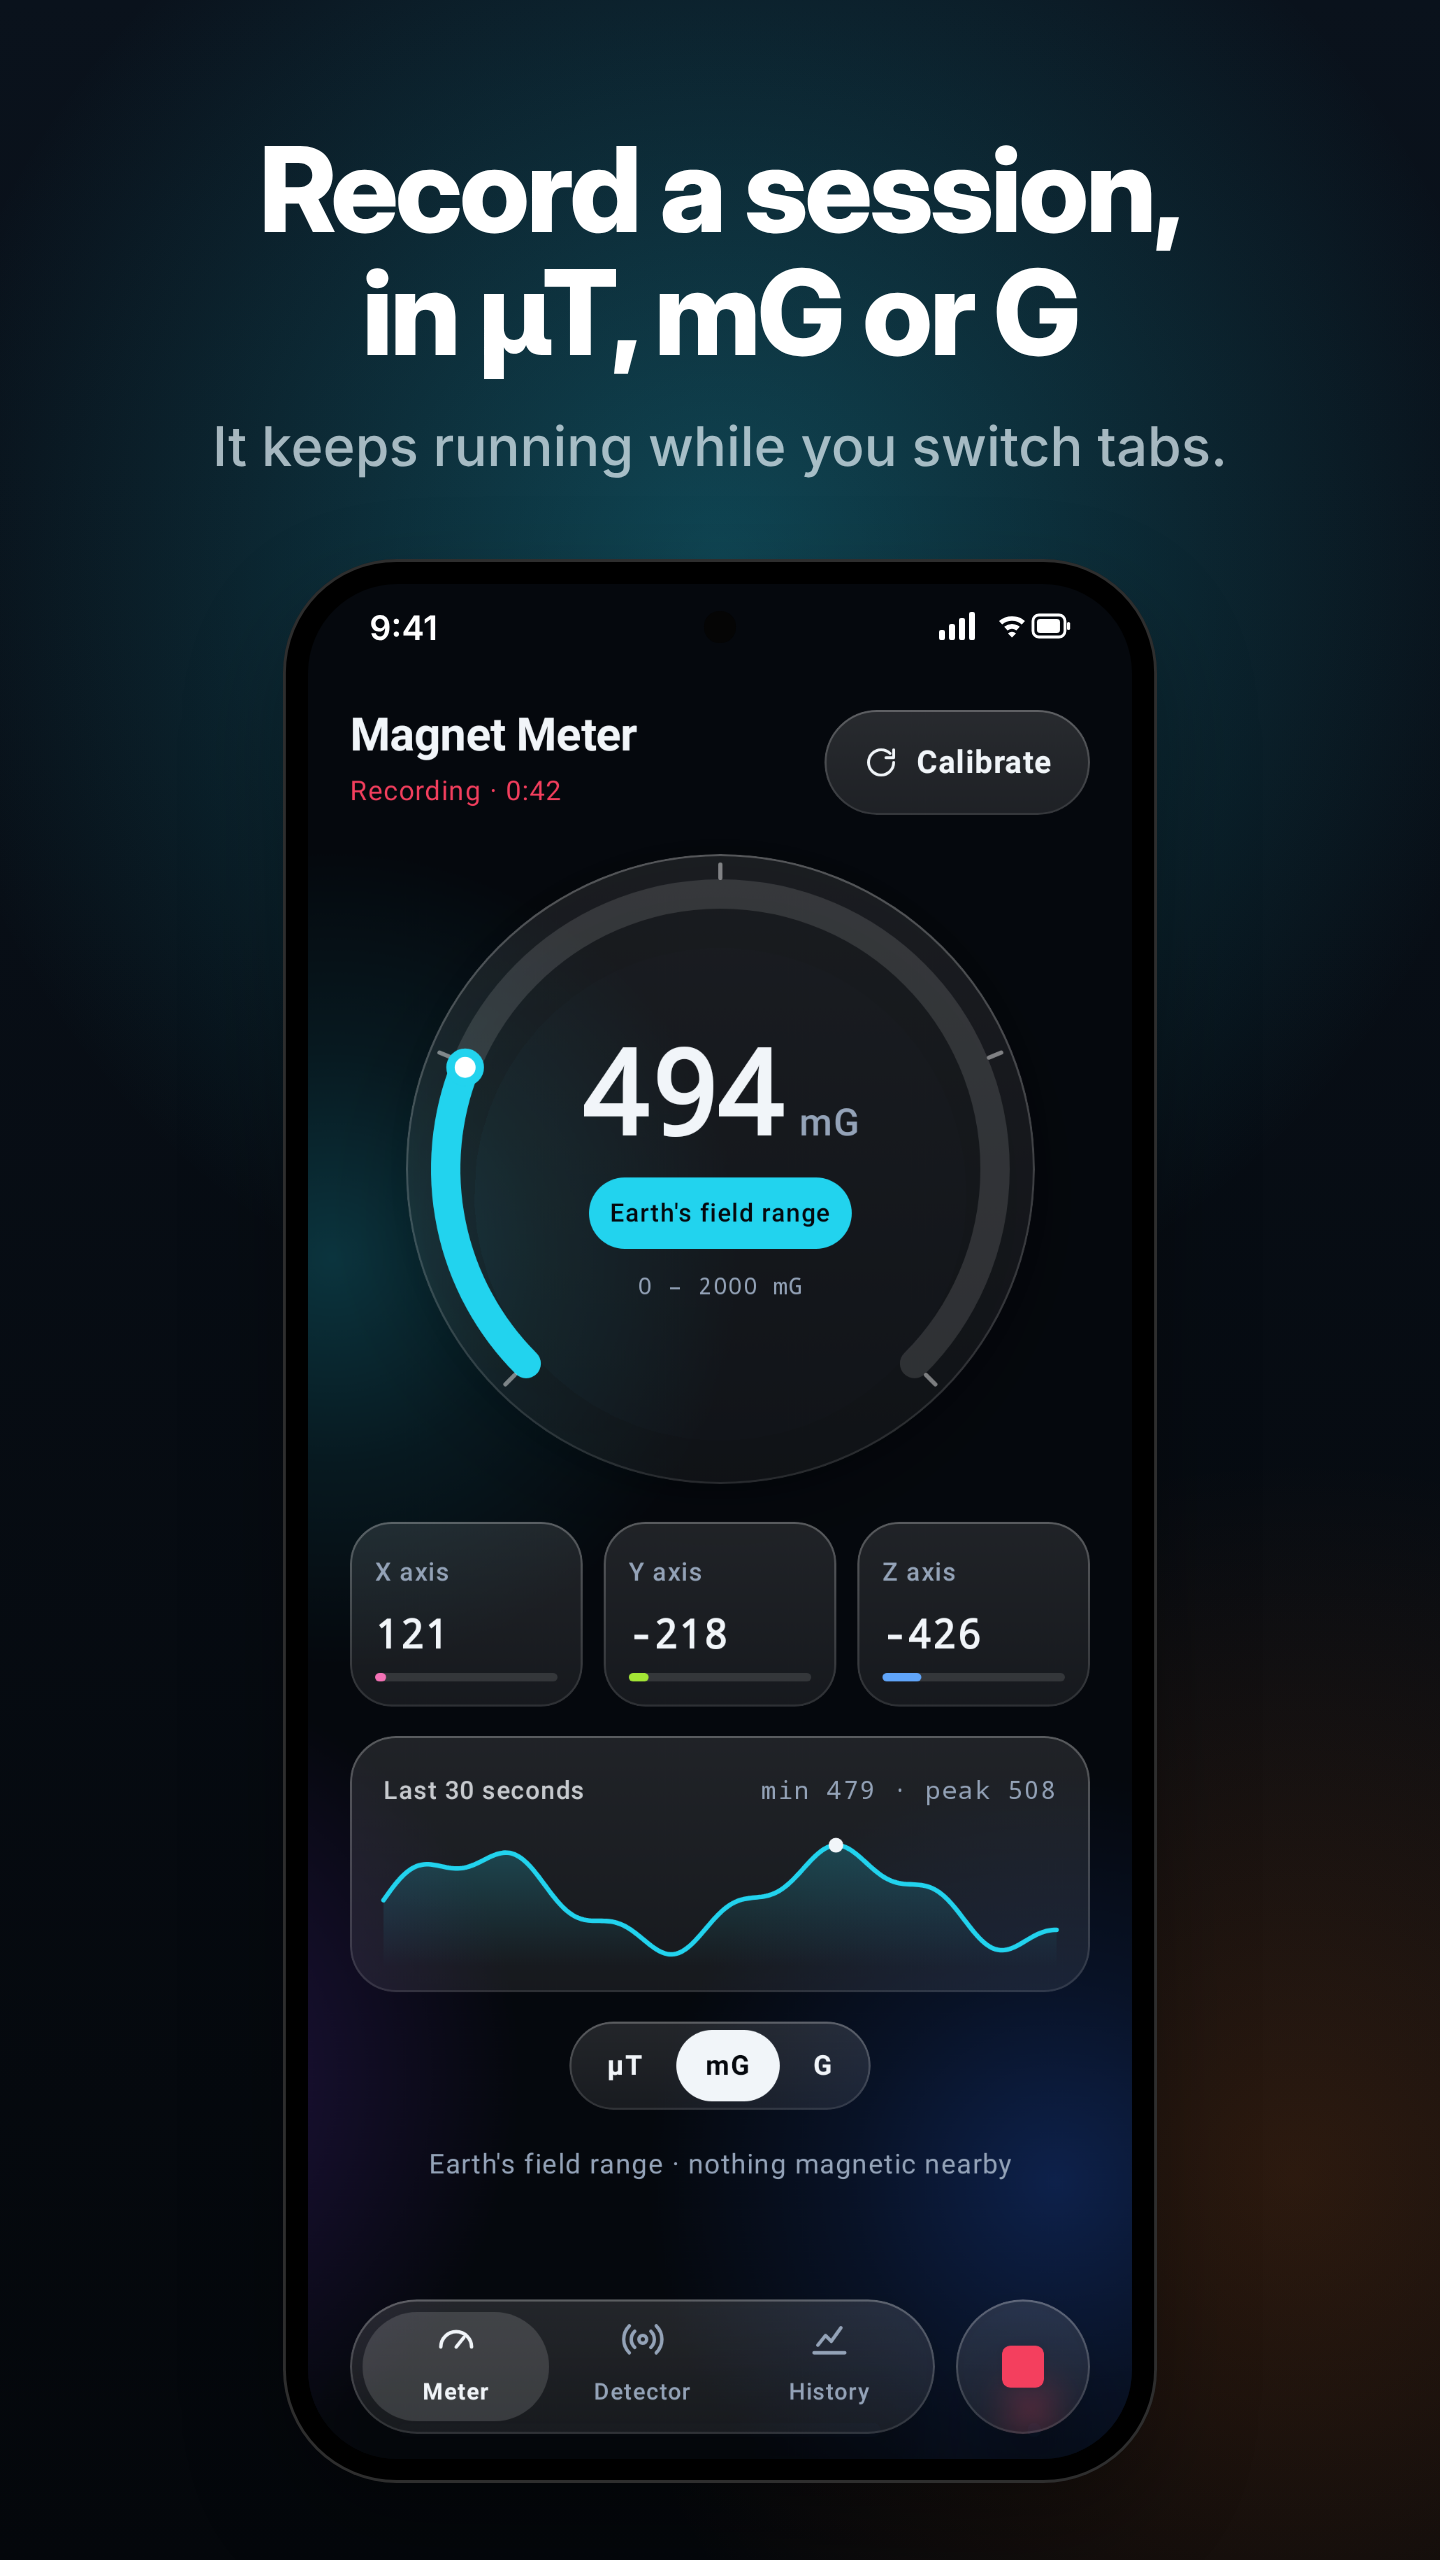 Record a session,
in µT, mG or G
It keeps running while you switch tabs.
9:41
Magnet Meter
Recording · 0:42
Calibrate
494 mG
Earth's field range
0 – 2000 mG
X axis
121
Y axis
-218
Z axis
-426
Last 30 seconds
min 479 · peak 508
µT
mG
G
Earth's field range · nothing magnetic nearby
Meter
Detector
History